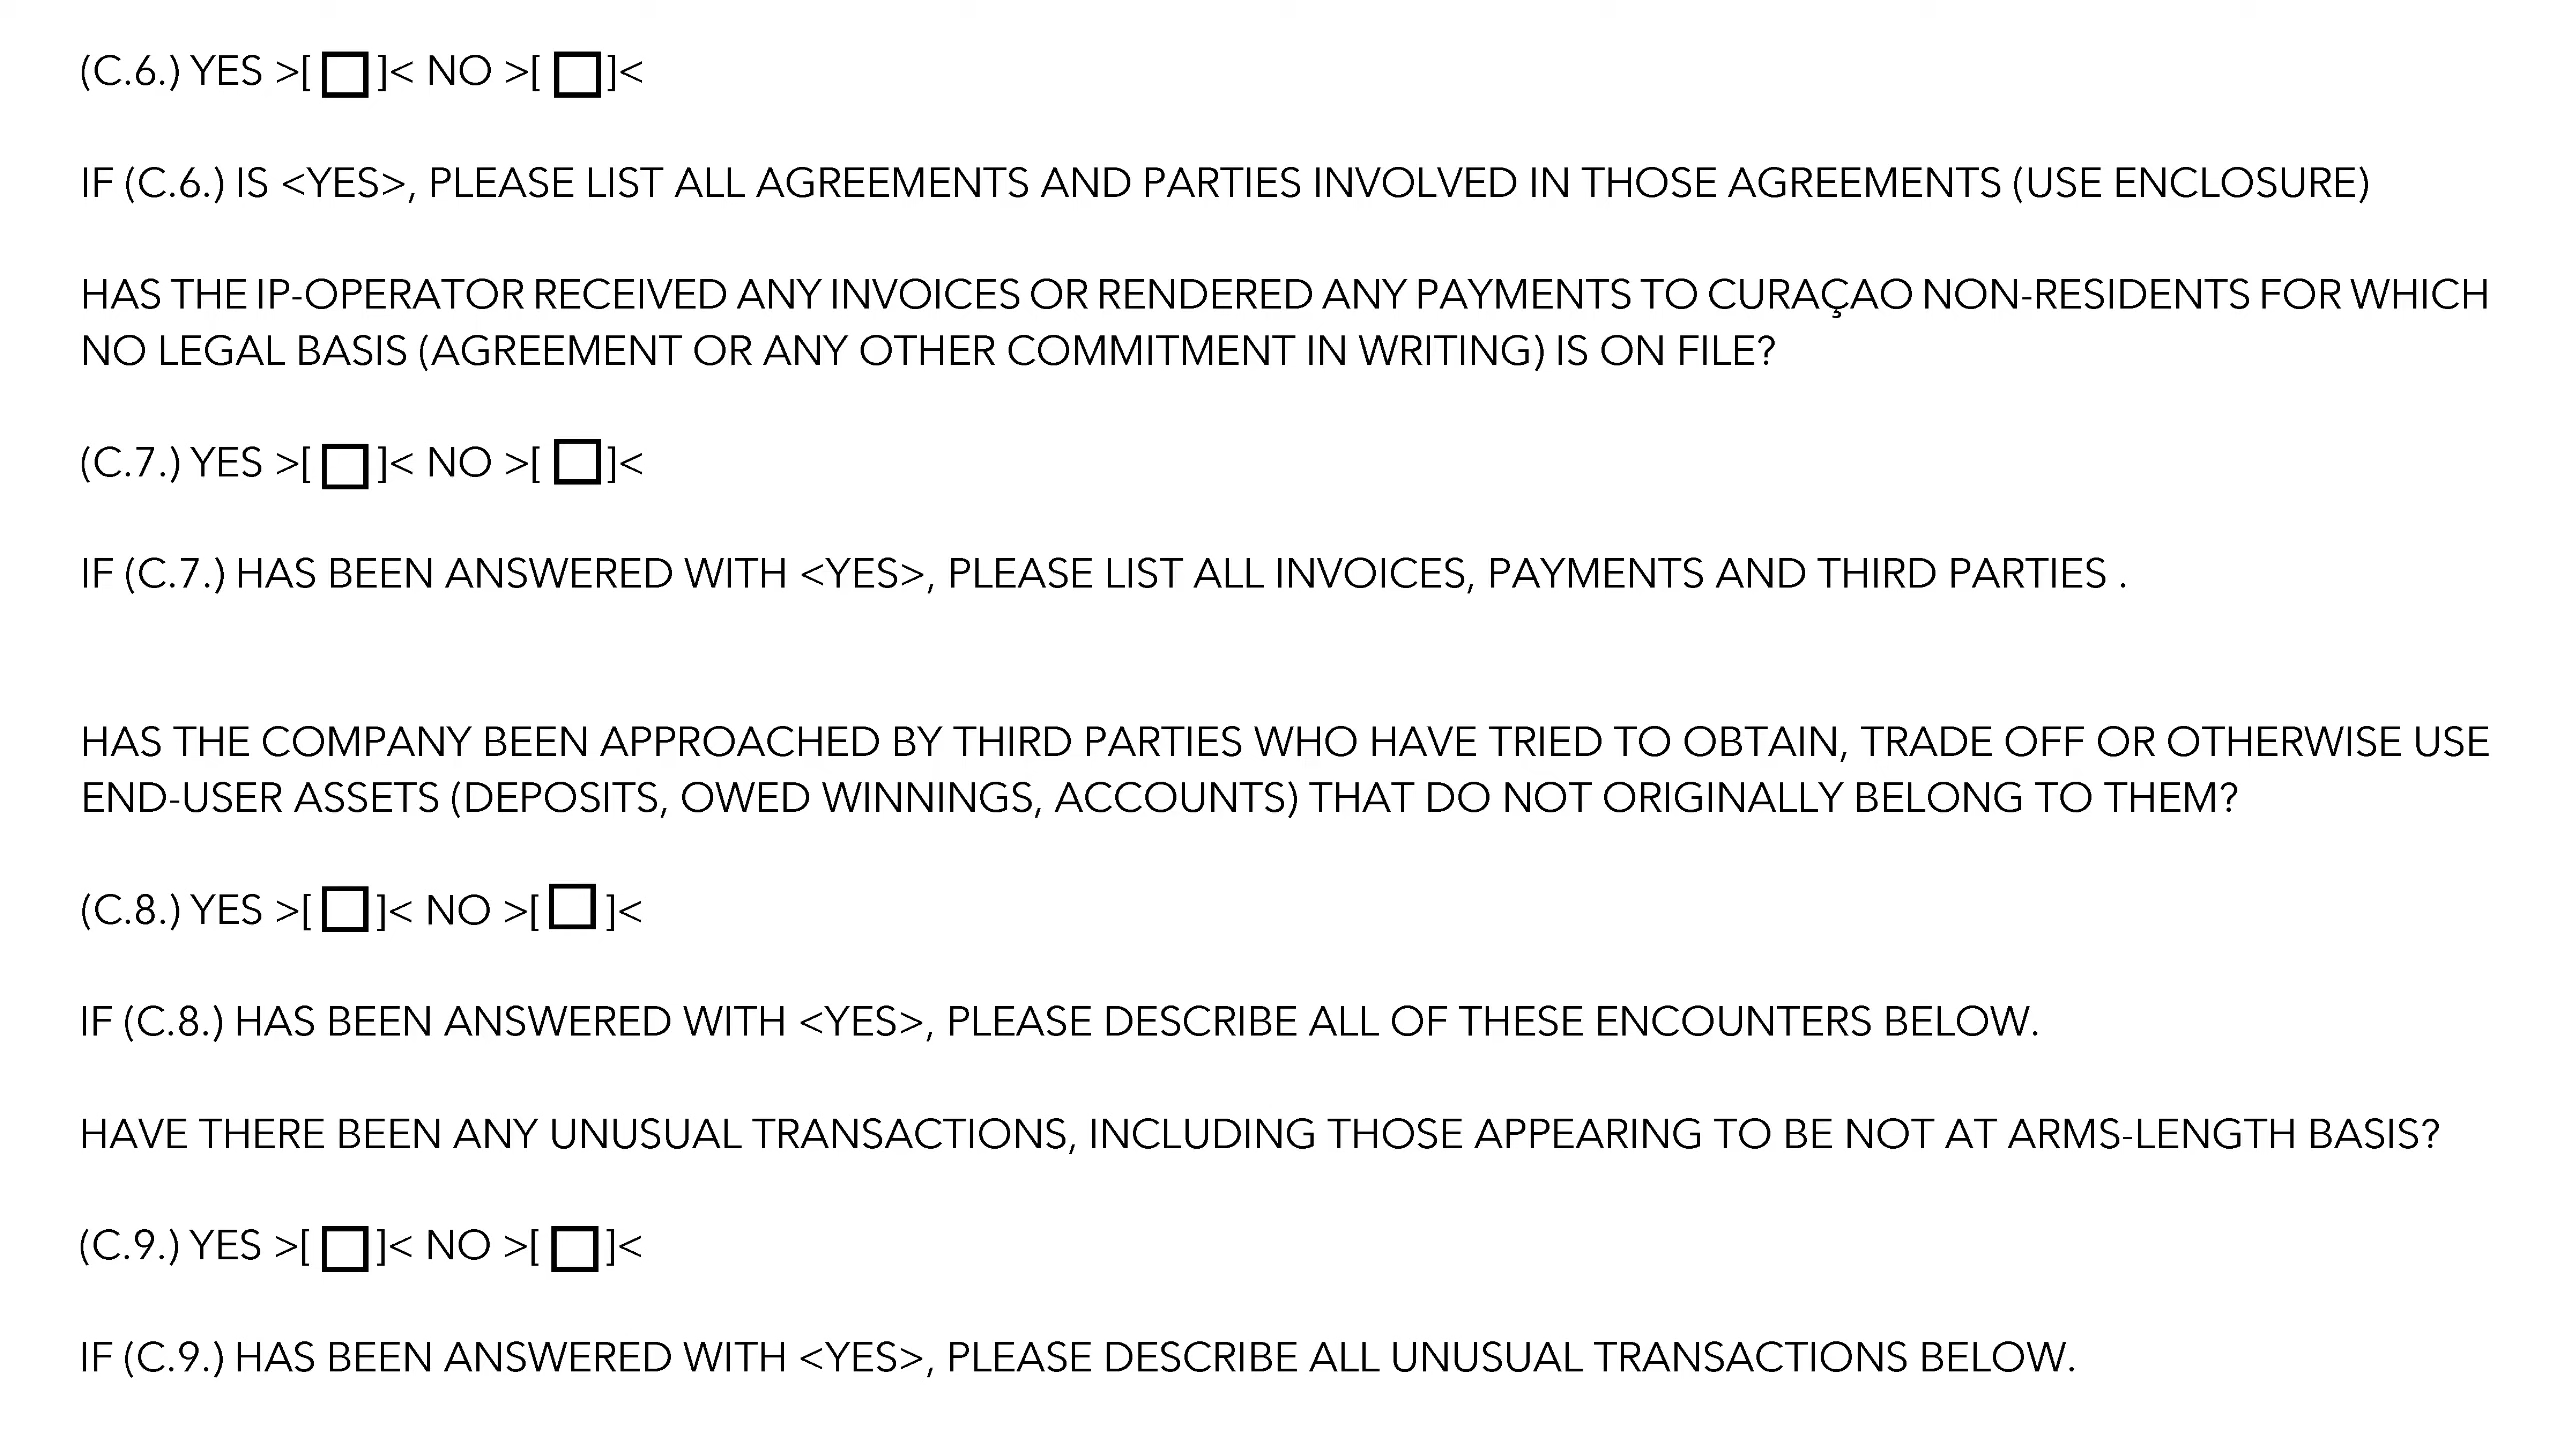 (C.6.) YES >[ ☐ ]< NO >[ ☐ ]<
IF (C.6.) IS <YES>, PLEASE LIST ALL AGREEMENTS AND PARTIES INVOLVED IN THOSE AGREEMENTS (USE ENCLOSURE)
HAS THE IP-OPERATOR RECEIVED ANY INVOICES OR RENDERED ANY PAYMENTS TO CURAÇAO NON-RESIDENTS FOR WHICH
NO LEGAL BASIS (AGREEMENT OR ANY OTHER COMMITMENT IN WRITING) IS ON FILE?
(C.7.) YES >[ ☐ ]< NO >[ ☐ ]<
IF (C.7.) HAS BEEN ANSWERED WITH <YES>, PLEASE LIST ALL INVOICES, PAYMENTS AND THIRD PARTIES .
HAS THE COMPANY BEEN APPROACHED BY THIRD PARTIES WHO HAVE TRIED TO OBTAIN, TRADE OFF OR OTHERWISE USE
END-USER ASSETS (DEPOSITS, OWED WINNINGS, ACCOUNTS) THAT DO NOT ORIGINALLY BELONG TO THEM?
(C.8.) YES >[ ☐ ]< NO >[ ☐ ]<
IF (C.8.) HAS BEEN ANSWERED WITH <YES>, PLEASE DESCRIBE ALL OF THESE ENCOUNTERS BELOW.
HAVE THERE BEEN ANY UNUSUAL TRANSACTIONS, INCLUDING THOSE APPEARING TO BE NOT AT ARMS-LENGTH BASIS?
(C.9.) YES >[ ☐ ]< NO >[ ☐ ]<
IF (C.9.) HAS BEEN ANSWERED WITH <YES>, PLEASE DESCRIBE ALL UNUSUAL TRANSACTIONS BELOW.